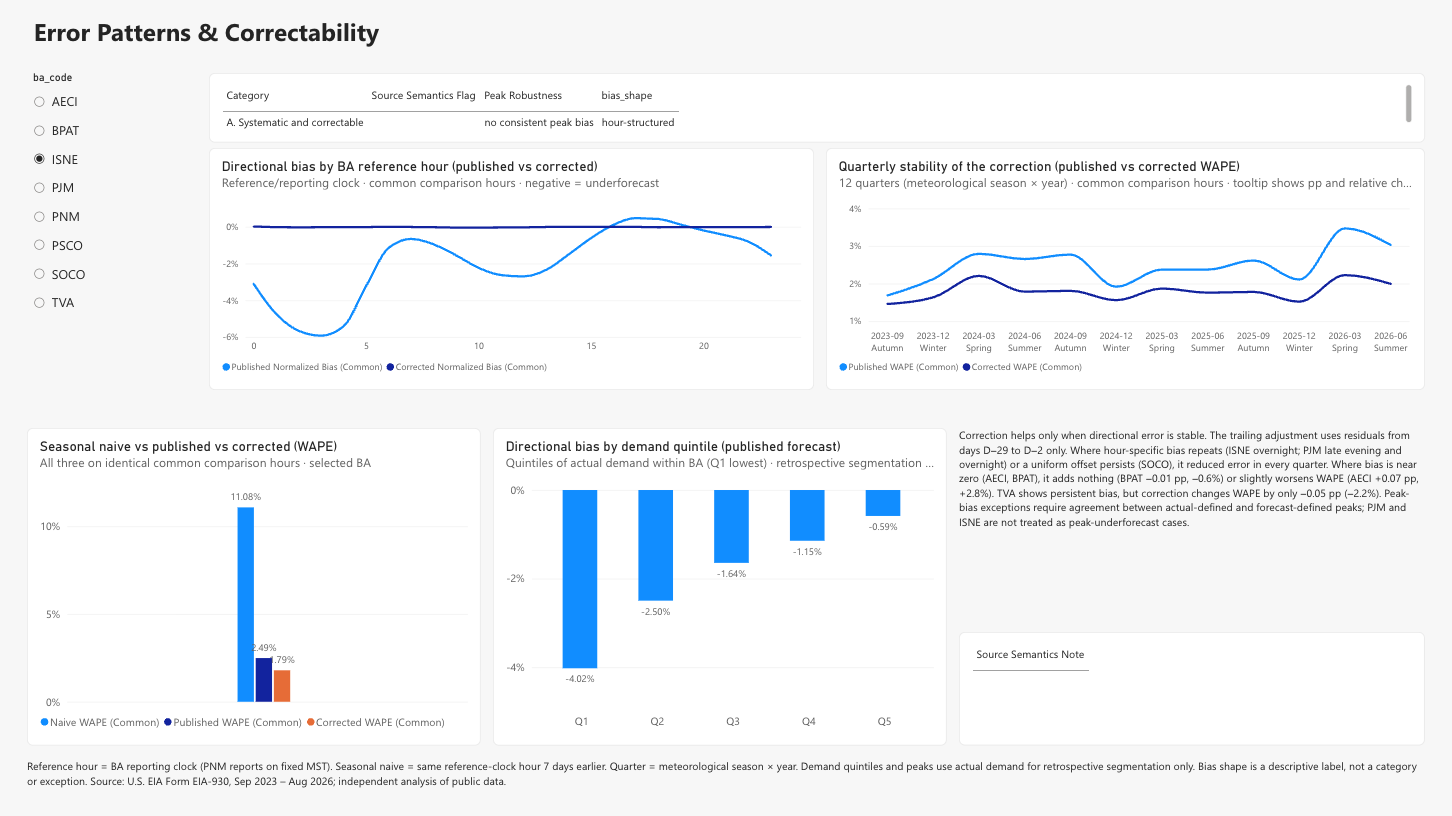 Error Patterns & Correctability
ba_code
AECI
BPAT
ISNE
PJM
PNM
PSCO
SOCO
TVA
Category Source Semantics Flag Peak Robustness bias_shape
A. Systematic and correctable no consistent peak bias hour-structured
Directional bias by BA reference hour (published vs corrected)
Reference/reporting clock · common comparison hours · negative = underforecast
0%
-2%
-4%
-6%
0 5 10 15 20
Published Normalized Bias (Common) Corrected Normalized Bias (Common)
Quarterly stability of the correction (published vs corrected WAPE)
12 quarters (meteorological season × year) · common comparison hours · tooltip shows pp and relative ch...
4%
3%
2%
1%
2023-09 2023-12 2024-03 2024-06 2024-09 2024-12 2025-03 2025-06 2025-09 2025-12 2026-03 2026-06
Autumn Winter Spring Summer Autumn Winter Spring Summer Autumn Winter Spring Summer
Published WAPE (Common) Corrected WAPE (Common)
Seasonal naive vs published vs corrected (WAPE)
All three on identical common comparison hours · selected BA
11.08%
10%
5%
2.49%
.79%
0%
Naive WAPE (Common) Published WAPE (Common) Corrected WAPE (Common)
Directional bias by demand quintile (published forecast)
Quintiles of actual demand within BA (Q1 lowest) · retrospective segmentation ...
0%
-0.59%
-1.15%
-1.64%
-2%
-2.50%
-4%
-4.02%
Q1 Q2 Q3 Q4 Q5
Correction helps only when directional error is stable. The trailing adjustment uses residuals from
days D−29 to D−2 only. Where hour-specific bias repeats (ISNE overnight; PJM late evening and
overnight) or a uniform offset persists (SOCO), it reduced error in every quarter. Where bias is near
zero (AECI, BPAT), it adds nothing (BPAT −0.01 pp, −0.6%) or slightly worsens WAPE (AECI +0.07 pp,
+2.8%). TVA shows persistent bias, but correction changes WAPE by only −0.05 pp (−2.2%). Peak-
bias exceptions require agreement between actual-defined and forecast-defined peaks; PJM and
ISNE are not treated as peak-underforecast cases.
Source Semantics Note
Reference hour = BA reporting clock (PNM reports on fixed MST). Seasonal naive = same reference-clock hour 7 days earlier. Quarter = meteorological season × year. Demand quintiles and peaks use actual demand for retrospective segmentation only. Bias shape is a descriptive label, not a category
or exception. Source: U.S. EIA Form EIA-930, Sep 2023 – Aug 2026; independent analysis of public data.